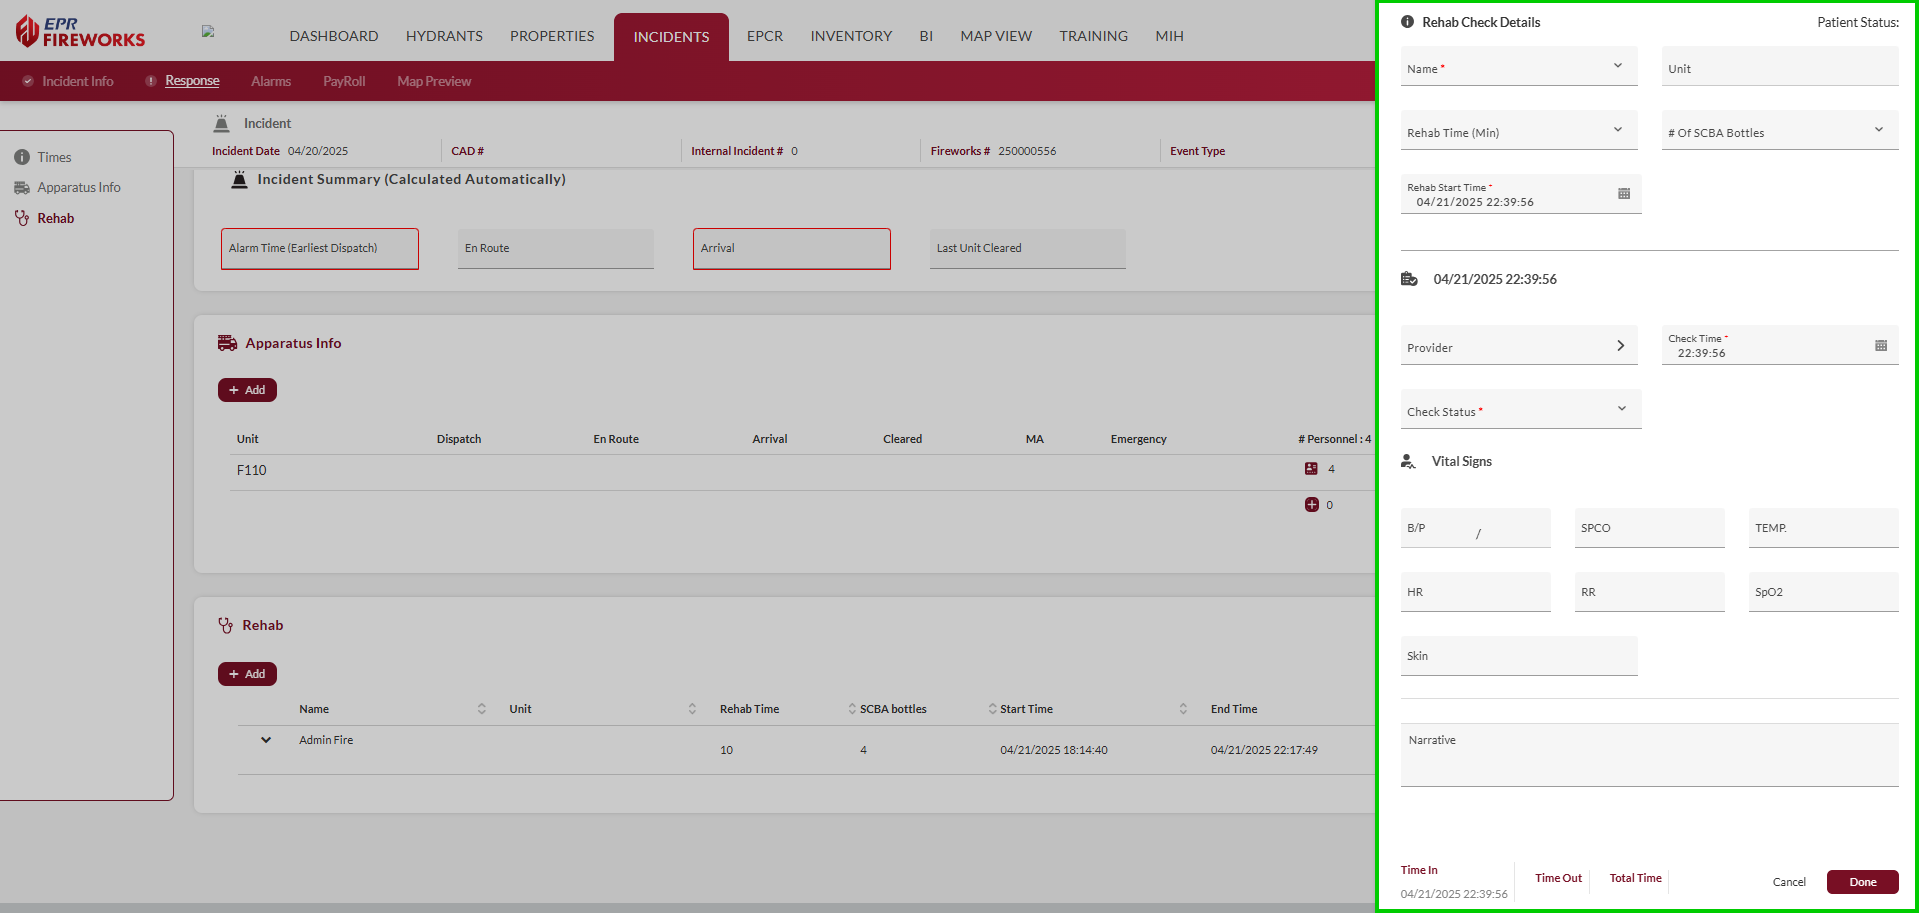 EPR
FIREWORKS
DASHBOARD HYDRANTS PROPERTIES INCIDENTS EPCR INVENTORY BI MAP VIEW TRAINING MIH
Incident Info Response Alarms PayRoll Map Preview
Times
Apparatus Info
Rehab
Incident
Incident Date 04/20/2025 CAD # Internal Incident # 0 Fireworks # 250000556 Event Type
Incident Summary (Calculated Automatically)
Alarm Time (Earliest Dispatch) En Route Arrival Last Unit Cleared
Apparatus Info
+ Add
Unit Dispatch En Route Arrival Cleared MA Emergency # Personnel : 4
F110 4
0
Rehab
+ Add
Name Unit Rehab Time SCBA bottles Start Time End Time
Admin Fire 10 4 04/21/2025 18:14:40 04/21/2025 22:17:49
Rehab Check Details Patient Status:
Name * Unit
Rehab Time (Min) # Of SCBA Bottles
Rehab Start Time *
04/21/2025 22:39:56
04/21/2025 22:39:56
Provider Check Time *
22:39:56
Check Status *
Vital Signs
B/P / SPCO TEMP.
HR RR SpO2
Skin
Narrative
Time In Time Out Total Time Cancel Done
04/21/2025 22:39:56